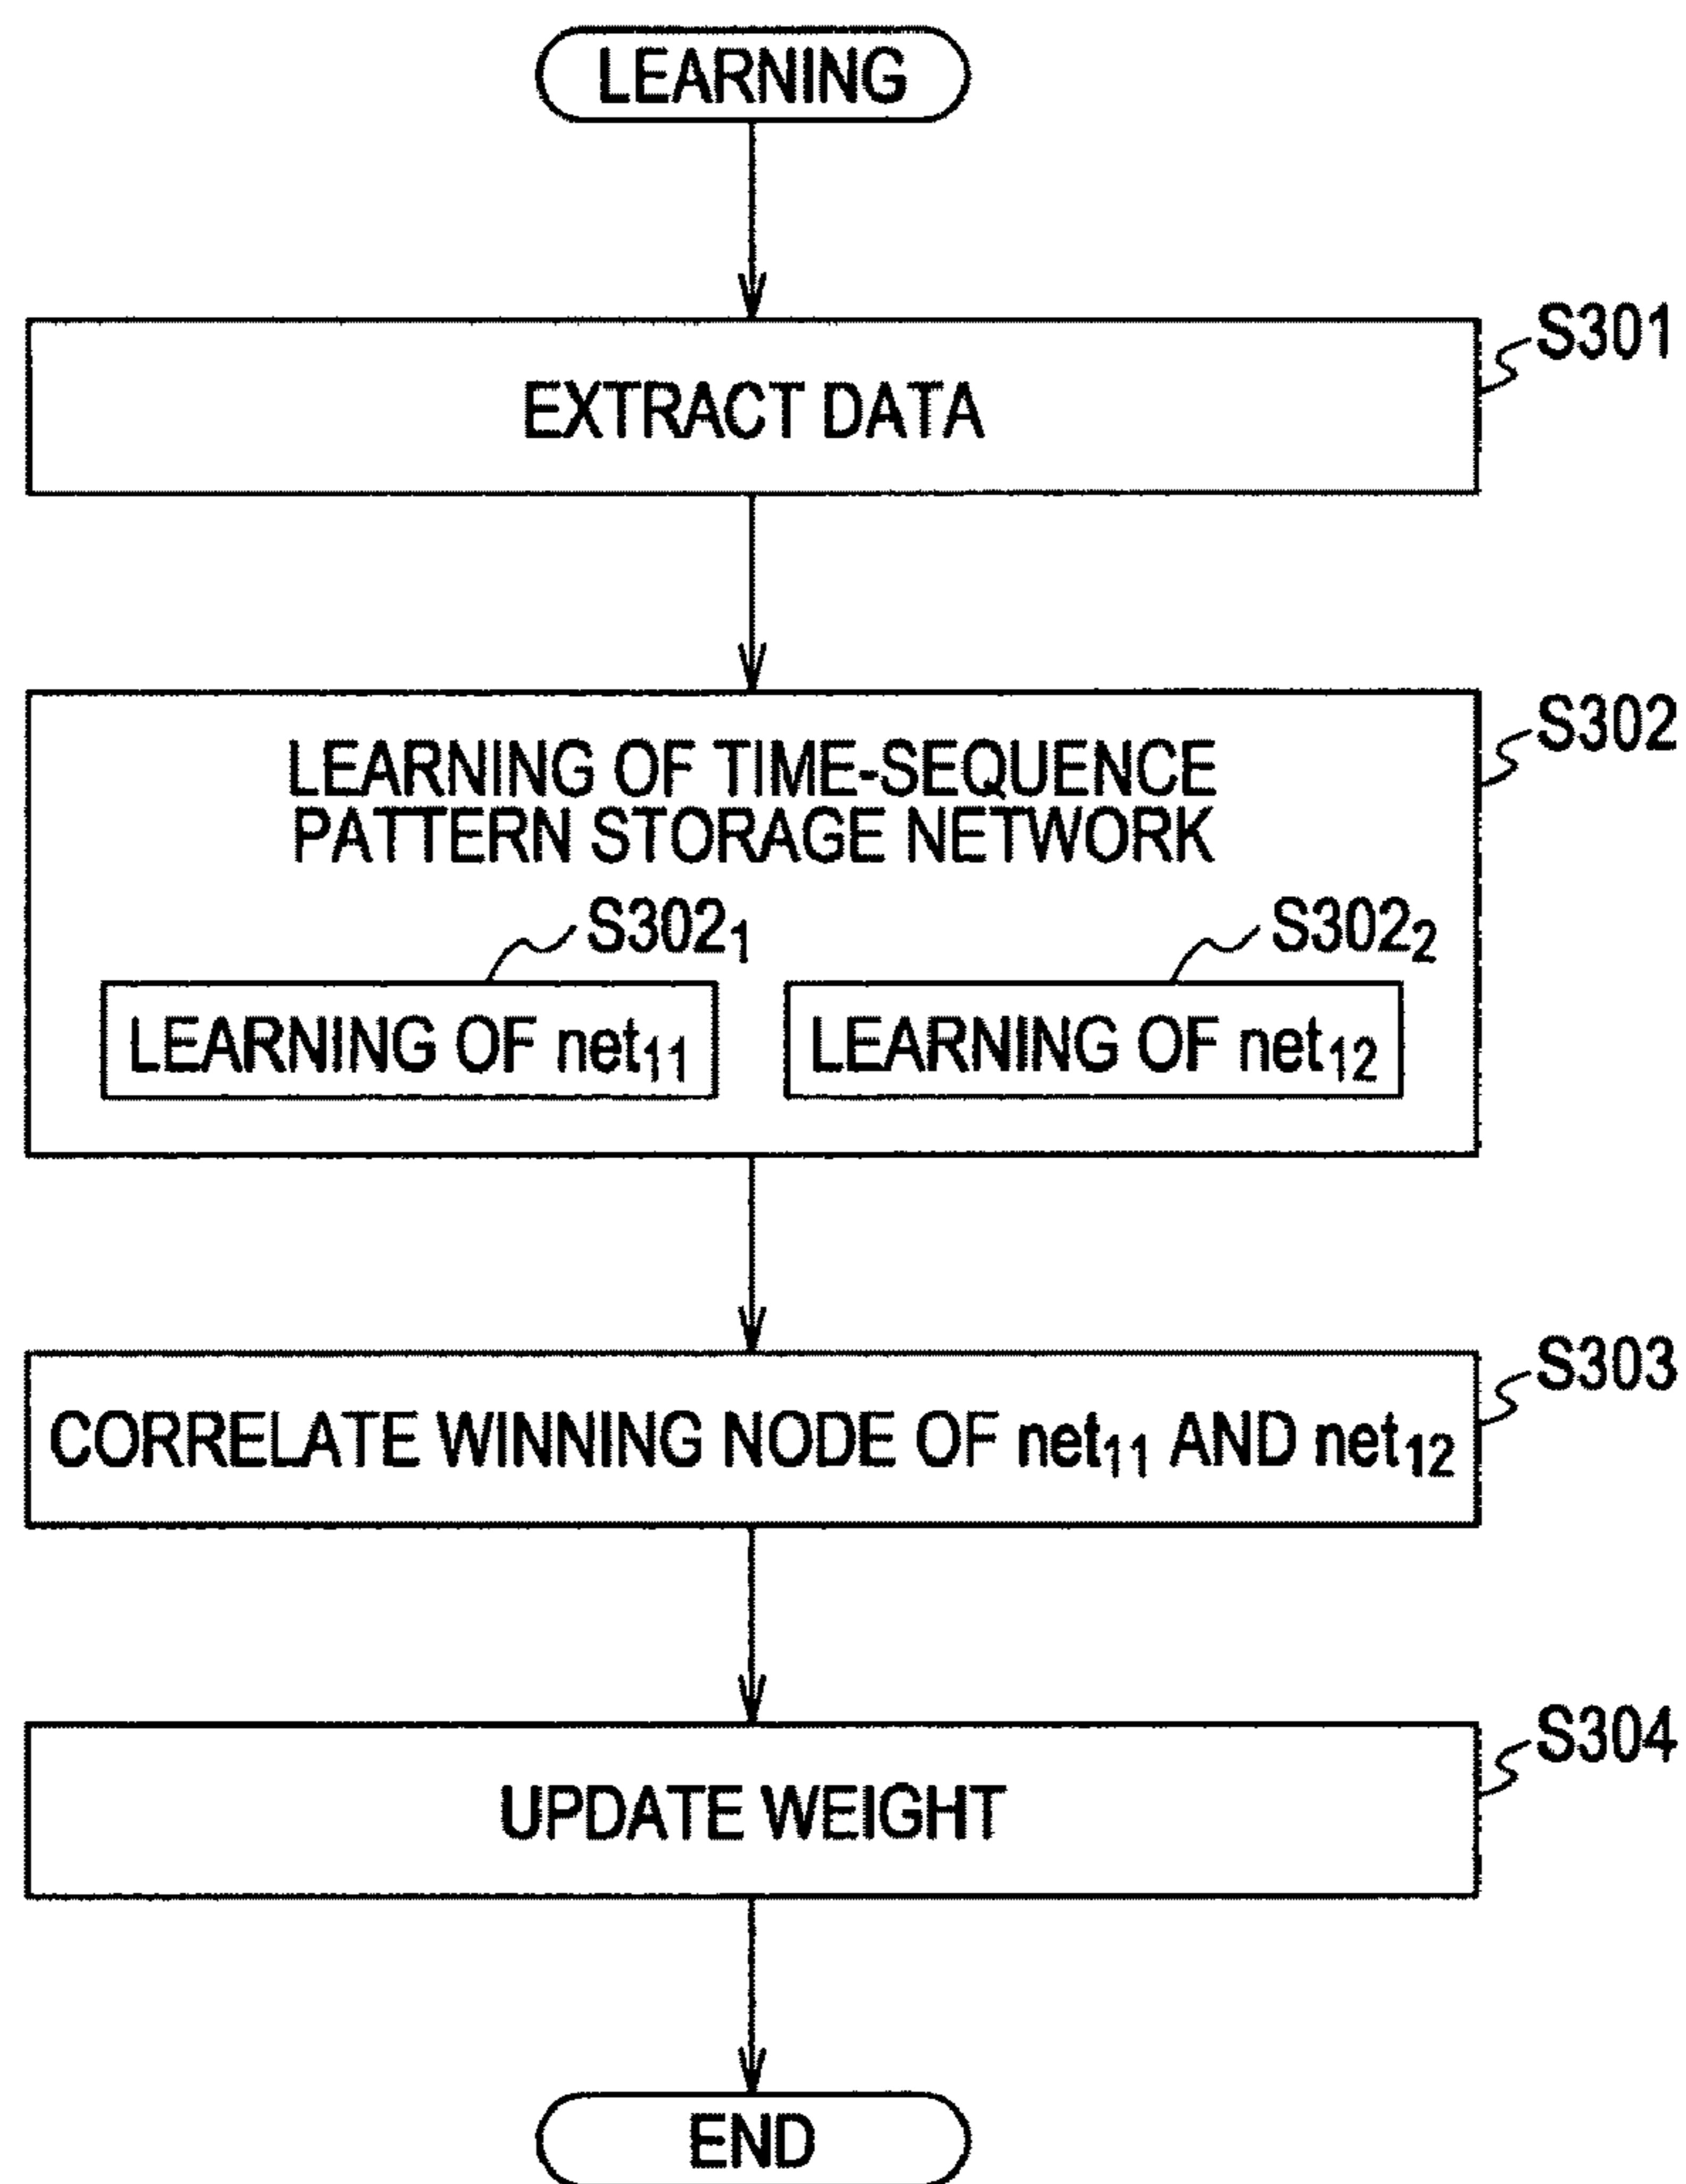 LEARNING
S301
EXTRACT DATA
S302
LEARNING OF TIME-SEQUENCE
PATTERN STORAGE NETWORK
S302₁
S302₂
LEARNING OF net₁₁
LEARNING OF net₁₂
S303
CORRELATE WINNING NODE OF net₁₁ AND net₁₂
S304
UPDATE WEIGHT
END